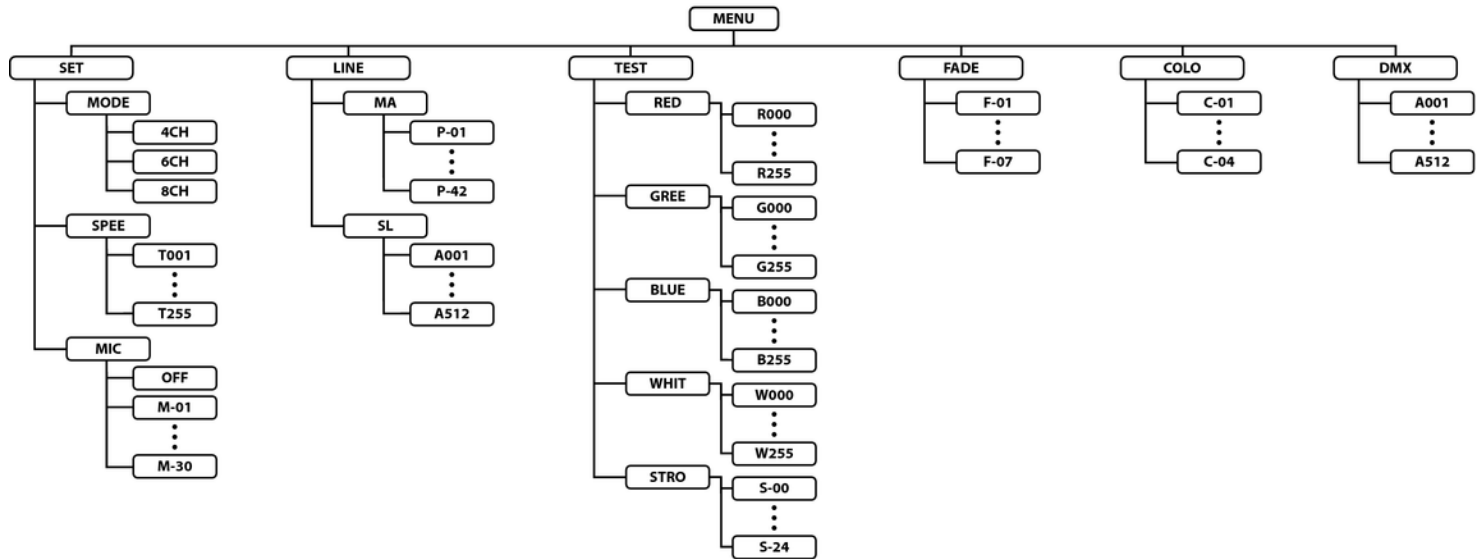 MENU
SET
MODE
4CH
6CH
8CH
SPEE
T001
T255
MIC
OFF
M-01
M-30
LINE
MA
P-01
P-42
SL
A001
A512
TEST
RED
R000
R255
GREE
G000
G255
BLUE
B000
B255
WHIT
W000
W255
STRO
S-00
S-24
FADE
F-01
F-07
COLO
C-01
C-04
DMX
A001
A512